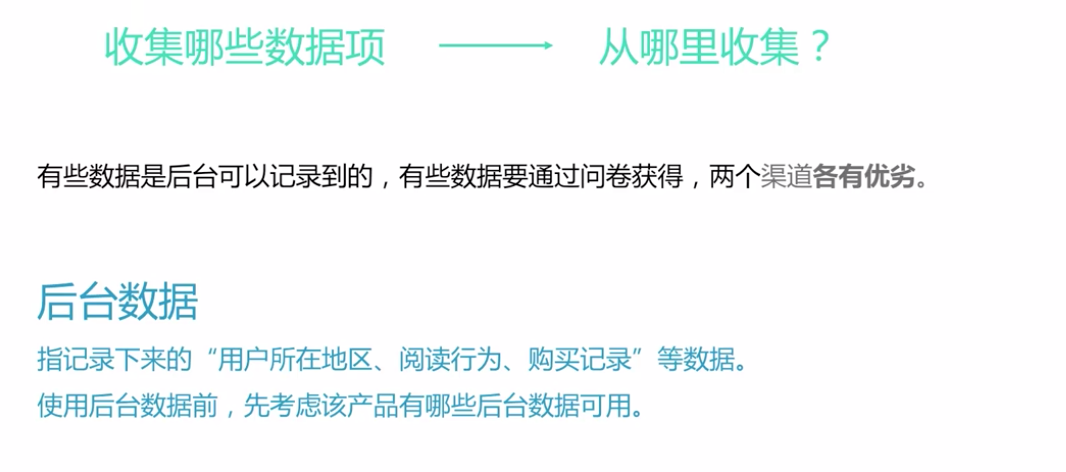 收集哪些数据项 从哪里收集？
有些数据是后台可以记录到的，有些数据要通过问卷获得，两个渠道各有优劣。
后台数据
指记录下来的“用户所在地区、阅读行为、购买记录”等数据。
使用后台数据前，先考虑该产品有哪些后台数据可用。